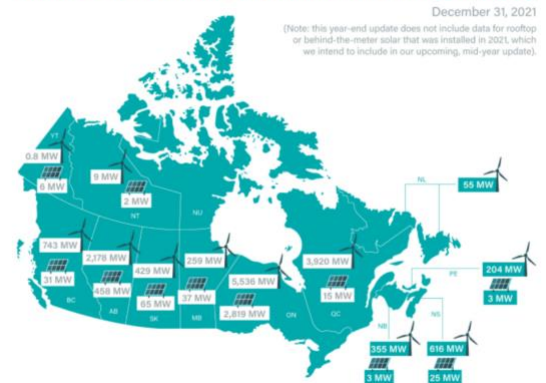 December 31, 2021
(Note: this year-end update does not include data for rooftop
or behind-the-meter solar that was installed in 2021, which
we intend to include in our upcoming, mid-year update).
YT
0.8 MW
6 MW
9 MW
2 MW
NT
NU
NL
55 MW
743 MW
31 MW
BC
2,178 MW
458 MW
AB
429 MW
65 MW
SK
259 MW
37 MW
MB
5,536 MW
2,819 MW
ON
3,920 MW
15 MW
QC
PE
204 MW
3 MW
NB
355 MW
3 MW
NS
616 MW
25 MW